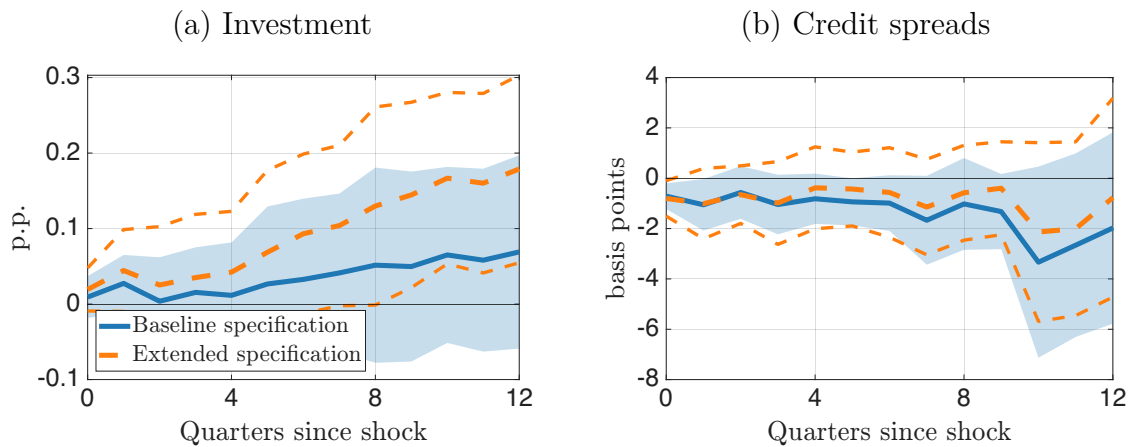 (a) Investment
0.3
0.2
0.1
0
-0.1
p.p.
Baseline specification
Extended specification
0
4
8
12
Quarters since shock
(b) Credit spreads
4
2
0
-2
-4
-6
-8
basis points
0
4
8
12
Quarters since shock